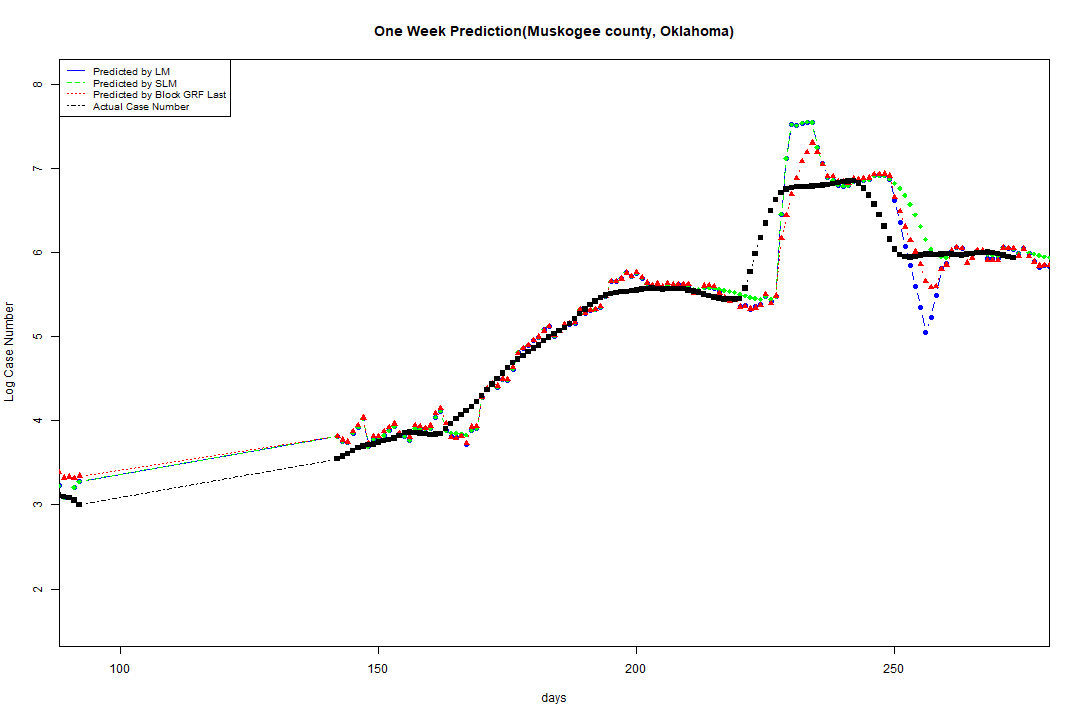 One Week Prediction(Muskogee county, Oklahoma)
Predicted by LM
Predicted by SLM
Predicted by Block GRF Last
Actual Case Number
8
7
6
5
4
3
2
Log Case Number
100 150 200 250
days